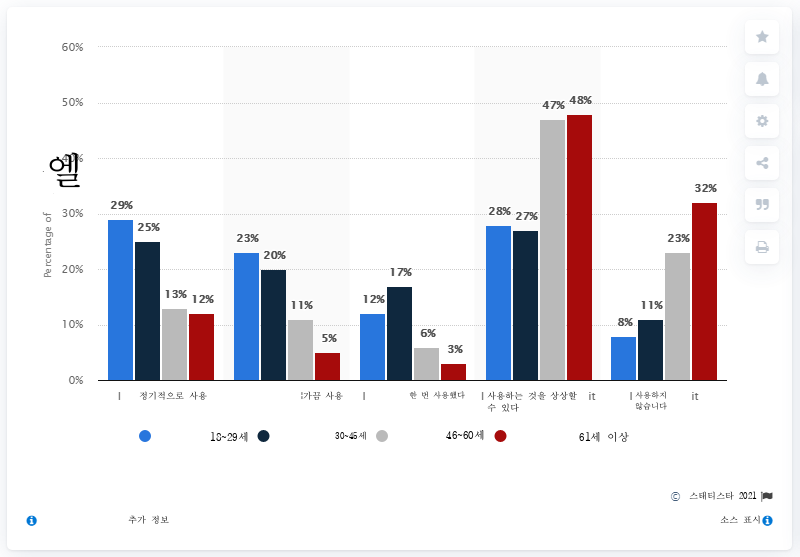 60%
50%
40%
엘
30%
20%
10%
0%
Percentage of
29% 25% 13% 12%
23% 20% 11% 5%
12% 17% 6% 3%
28% 27% 47% 48%
8% 11% 23% 32%
I 정기적으로 사용
가끔 사용
I 한 번 사용했다
I 사용하는 것을 상상할 it
수 있다
I 사용하지 it
않습니다
18-29세 30-45세 46-60세 61세 이상
© 스태티스타 2021
추가 정보 소스 표시